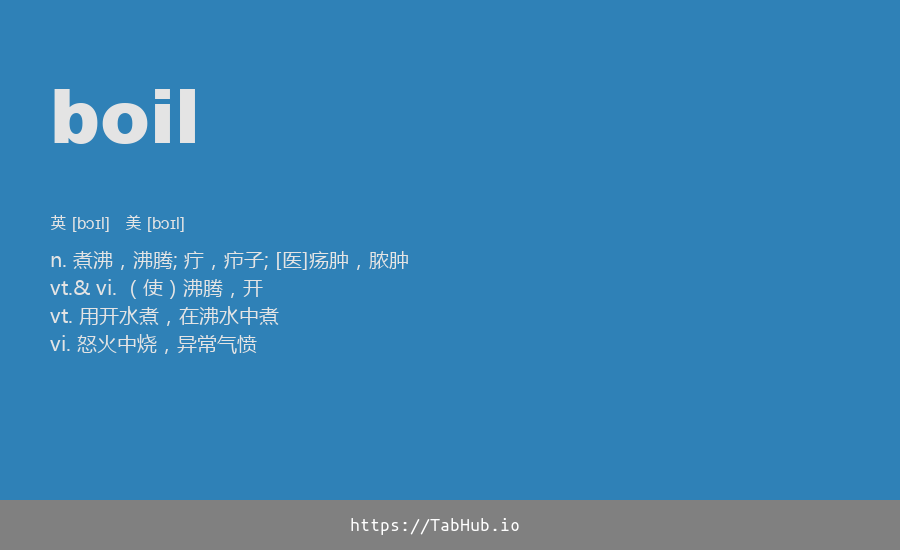 boil
英 [bɔɪl] 美 [bɔɪl]
n. 煮沸，沸腾; 疔，疖子; [医]疡肿，脓肿
vt.& vi. （使）沸腾，开
vt. 用开水煮，在沸水中煮
vi. 怒火中烧，异常气愤
https://TabHub.io